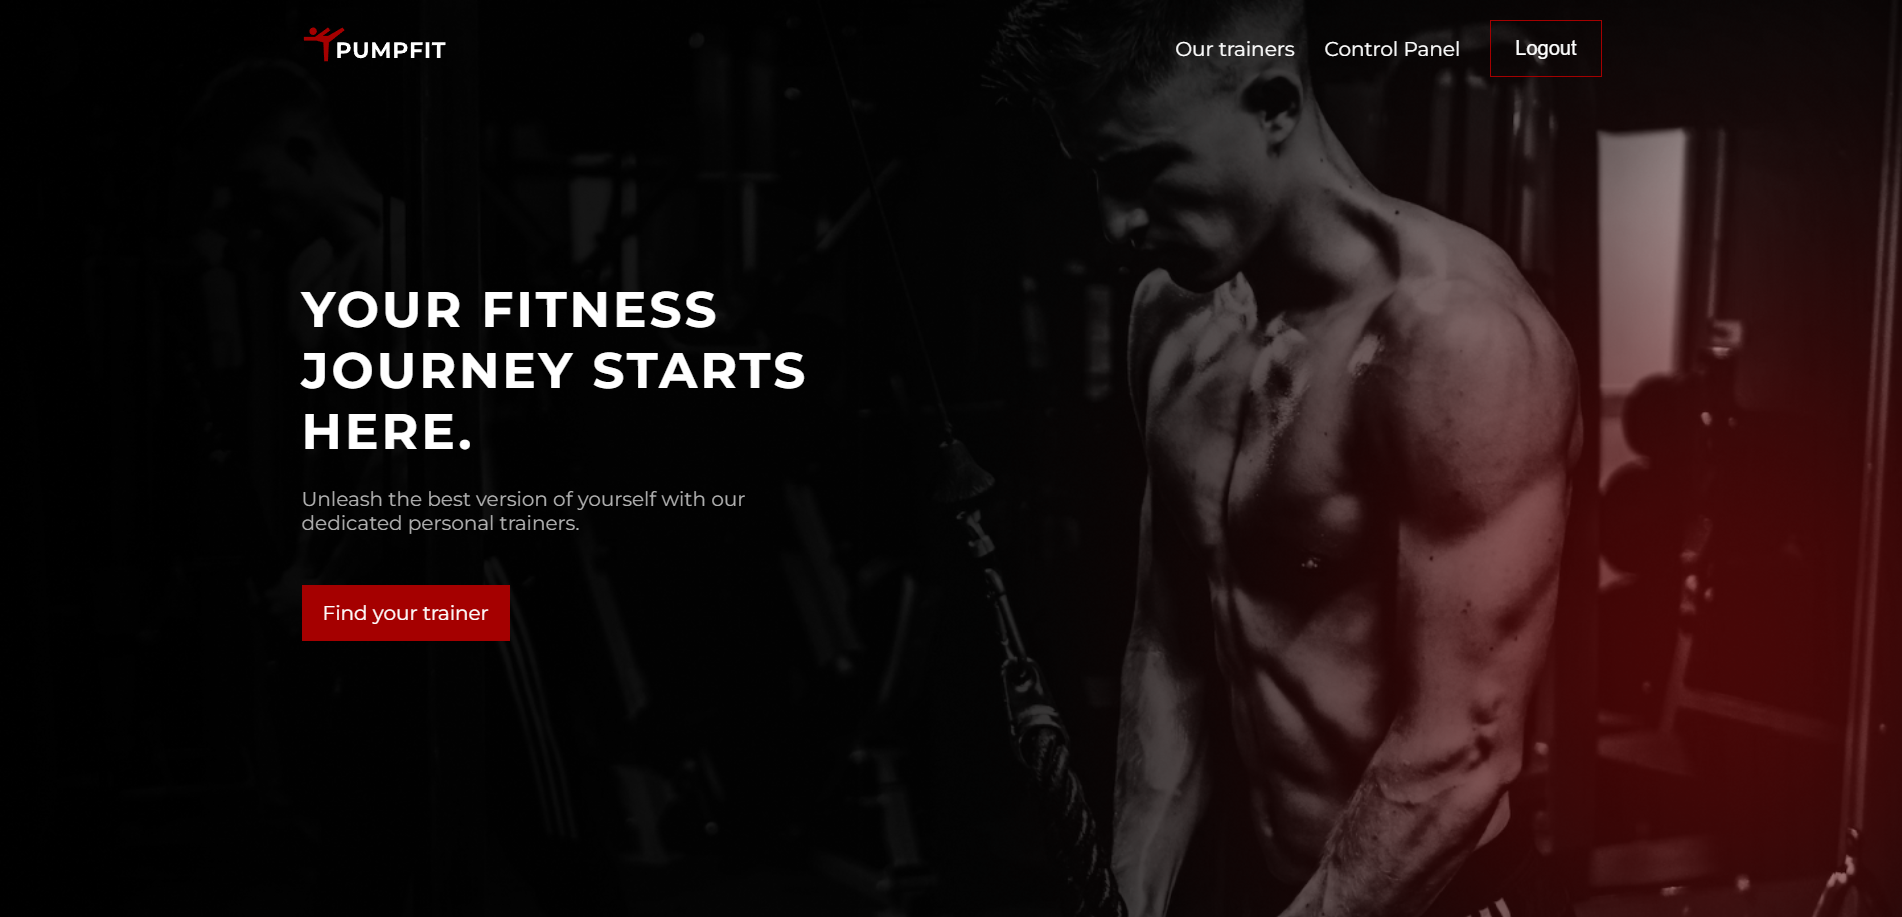 PUMPFIT
Our trainers
Control Panel
Logout
YOUR FITNESS
JOURNEY STARTS
HERE.
Unleash the best version of yourself with our
dedicated personal trainers.
Find your trainer